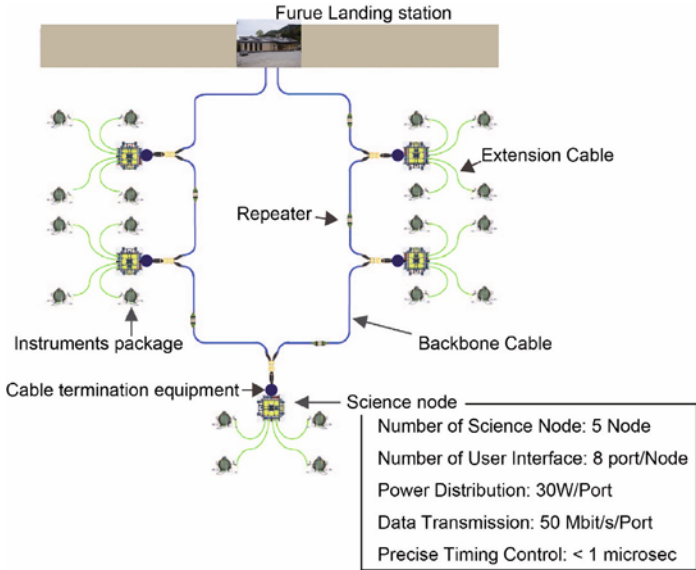 Furue Landing station
Extension Cable
Repeater
Instruments package
Backbone Cable
Cable termination equipment
Science node
Number of Science Node: 5 Node
Number of User Interface: 8 port/Node
Power Distribution: 30W/Port
Data Transmission: 50 Mbit/s/Port
Precise Timing Control: < 1 microsec